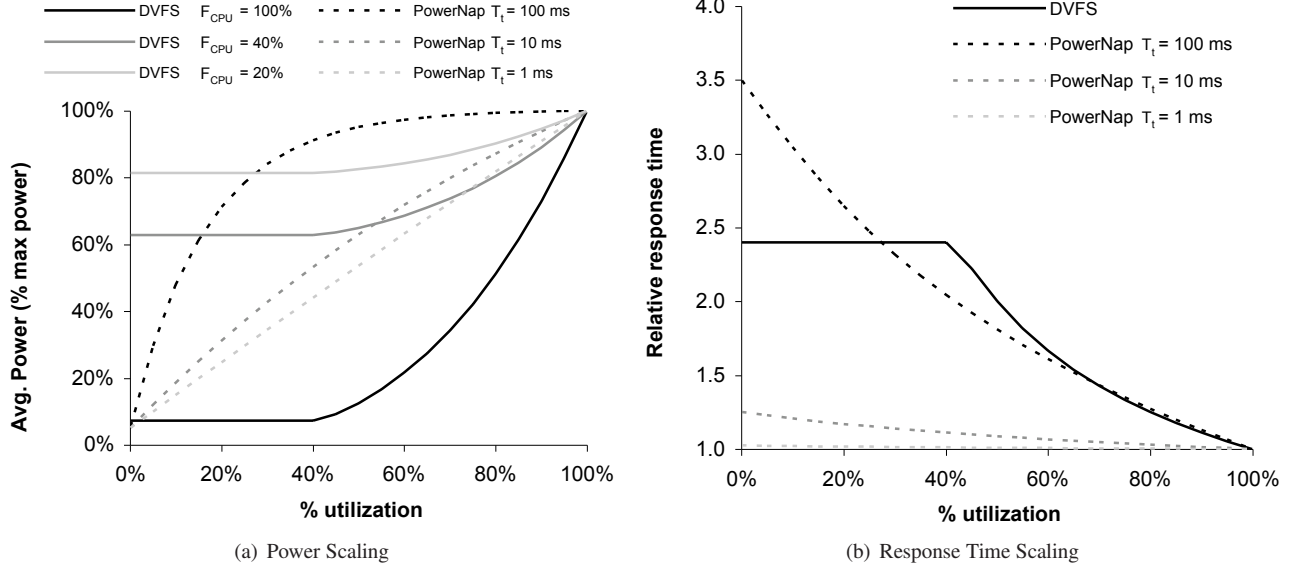 DVFS F_CPU = 100% PowerNap T_t = 100 ms
DVFS F_CPU = 40% PowerNap T_t = 10 ms
DVFS F_CPU = 20% PowerNap T_t = 1 ms
Avg. Power (% max power)
100%
80%
60%
40%
20%
0%
0% 20% 40% 60% 80% 100%
% utilization
(a) Power Scaling
DVFS
PowerNap T_t = 100 ms
PowerNap T_t = 10 ms
PowerNap T_t = 1 ms
Relative response time
4.0
3.5
3.0
2.5
2.0
1.5
1.0
0% 20% 40% 60% 80% 100%
% utilization
(b) Response Time Scaling